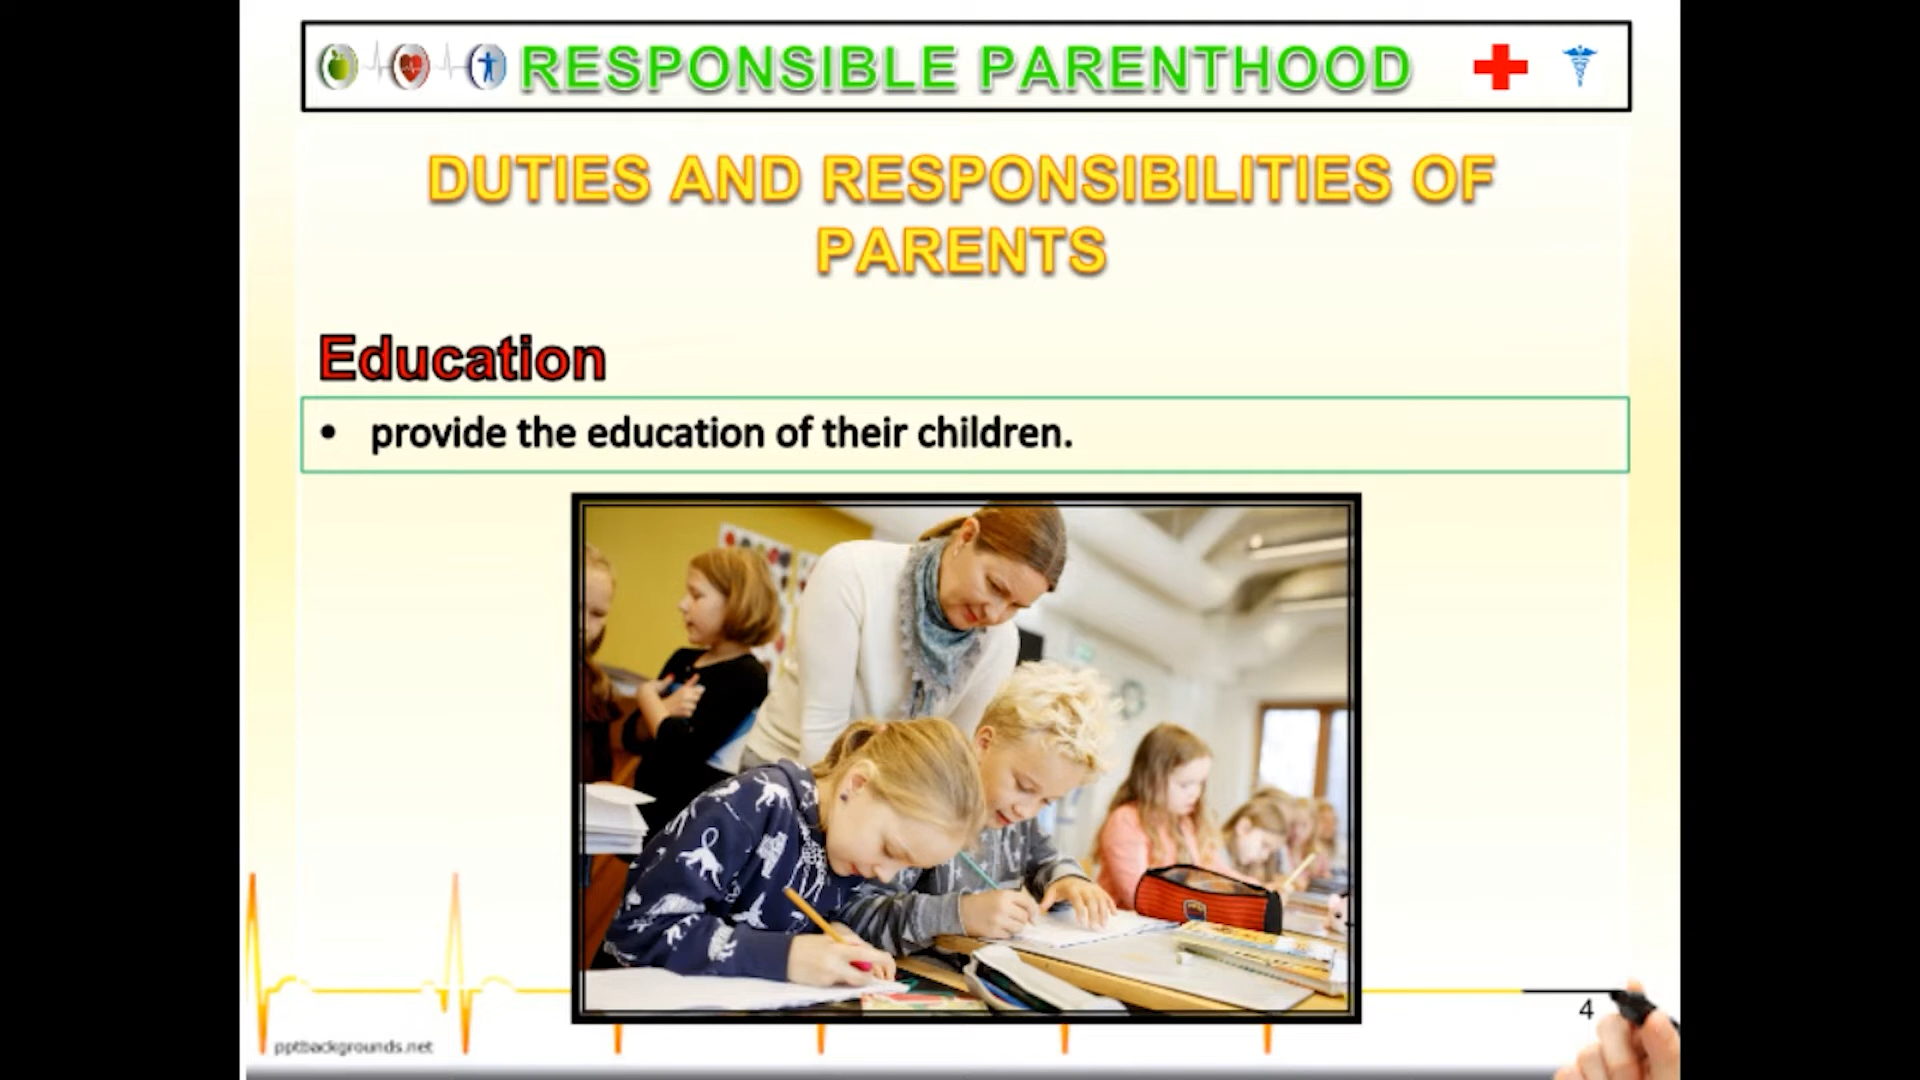 RESPONSIBLE PARENTHOOD
DUTIES AND RESPONSIBILITIES OF
PARENTS
Education
• provide the education of their children.
4
pptbackgrounds.net